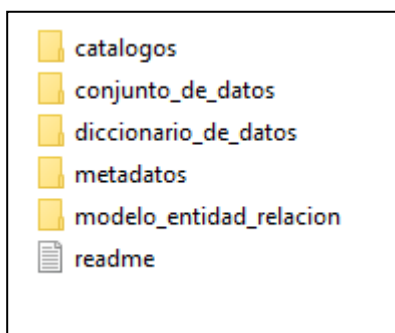 catalogos
conjunto_de_datos
diccionario_de_datos
metadatos
modelo_entidad_relacion
readme